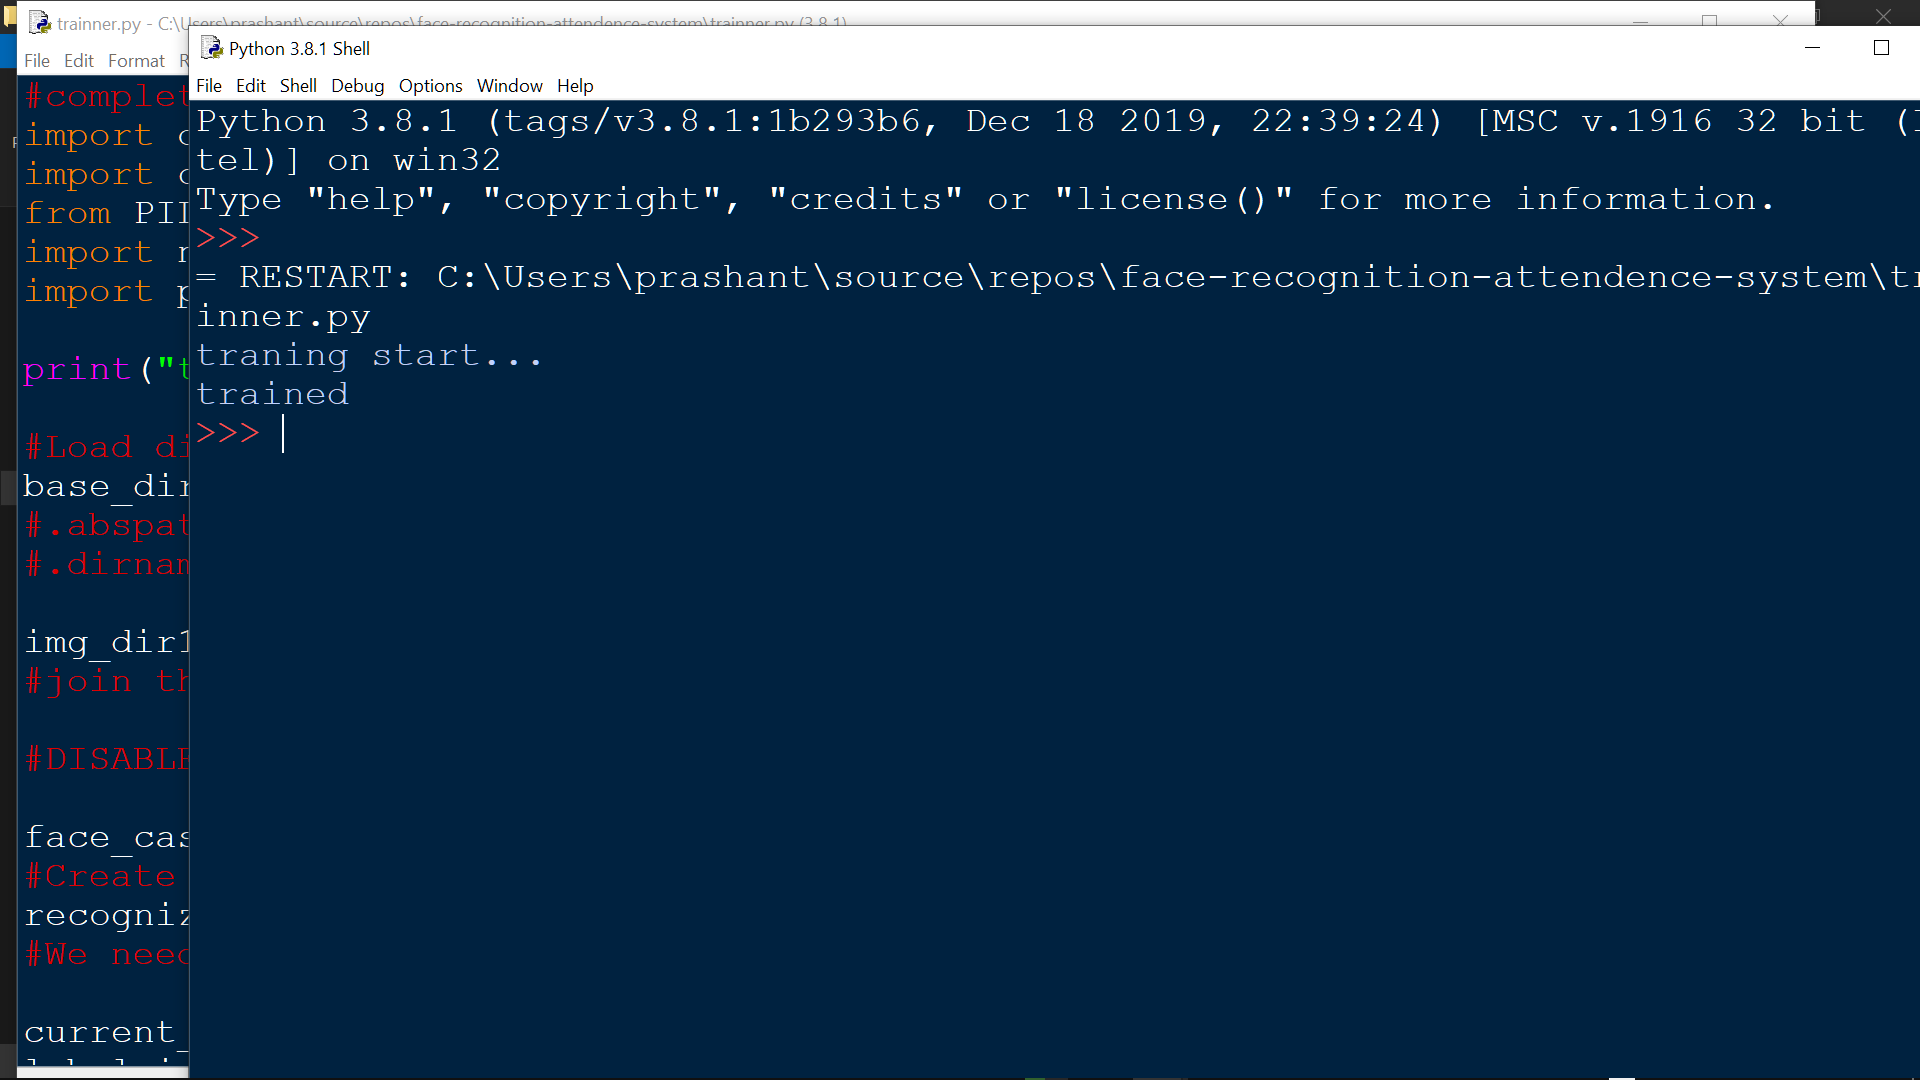 trainner.py - C:\Users\prashant\source\repos\face-recognition-attendence-system\trainner.py (3.8.1)
File Edit Format
#complet
import
import
from PIL
import
import
print("t
#Load di
base_dir
#.abspat
#.dirnam
img_dir1
#join th
#DISABLE
face_cas
#Create
recogniz
#We need
current_
Python 3.8.1 Shell
File Edit Shell Debug Options Window Help
Python 3.8.1 (tags/v3.8.1:1b293b6, Dec 18 2019, 22:39:24) [MSC v.1916 32 bit (I
tel)] on win32
Type "help", "copyright", "credits" or "license()" for more information.
>>>
= RESTART: C:\Users\prashant\source\repos\face-recognition-attendence-system\tr
inner.py
traning start...
trained
>>>